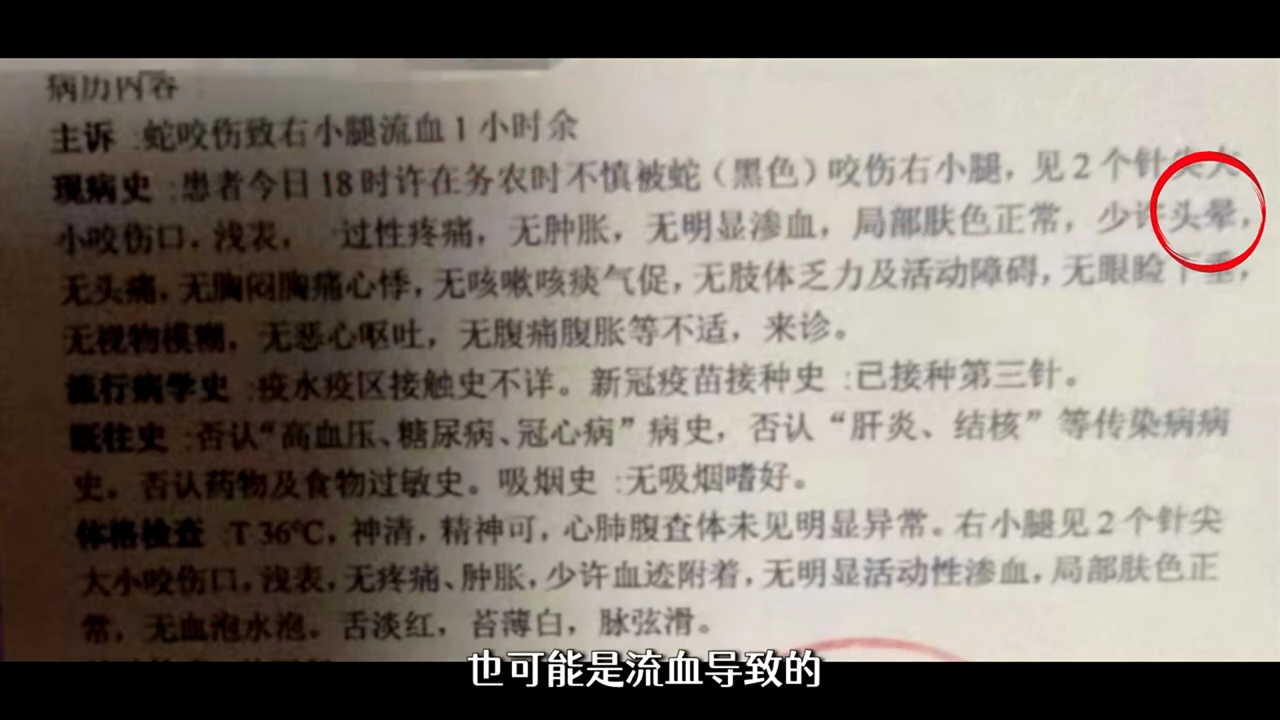 病历内容
主诉：蛇咬伤致右小腿流血1小时余
现病史：患者今日18时许在务农时不慎被蛇（黑色）咬伤右小腿，见2个针尖大
小咬伤口，浅表，一过性疼痛，无肿胀，无明显渗血，局部肤色正常，少许头晕，
无头痛，无胸闷胸痛心悸，无咳嗽咳痰气促，无肢体乏力及活动障碍，无眼睑下垂，
无视物模糊，无恶心呕吐，无腹痛腹胀等不适，来诊。
流行病学史：疫水疫区接触史不详。新冠疫苗接种史：已接种第三针。
既往史：否认“高血压、糖尿病、冠心病”病史，否认“肝炎、结核”等传染病病
史。否认药物及食物过敏史。吸烟史：无吸烟嗜好。
体格检查 T 36℃，神清，精神可，心肺腹查体未见明显异常。右小腿见2个针尖
大小咬伤口，浅表，无疼痛、肿胀，少许血迹附着，无明显活动性渗血，局部肤色正
常，无血泡水泡。舌淡红，苔薄白，脉弦滑。
也可能是流血导致的